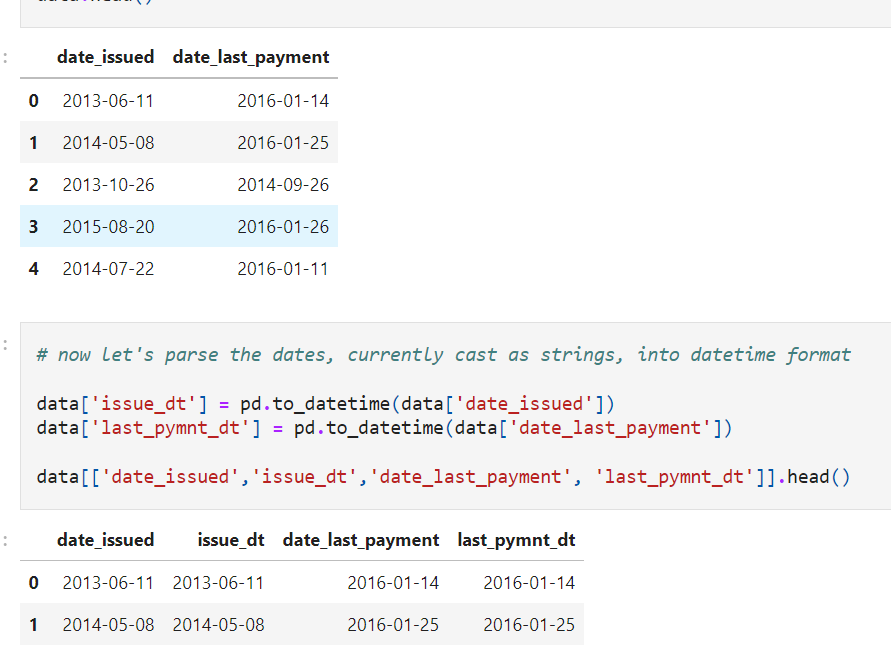 date_issued date_last_payment
0 2013-06-11 2016-01-14
1 2014-05-08 2016-01-25
2 2013-10-26 2014-09-26
3 2015-08-20 2016-01-26
4 2014-07-22 2016-01-11
# now let's parse the dates, currently cast as strings, into datetime format
data['issue_dt'] = pd.to_datetime(data['date_issued'])
data['last_pymnt_dt'] = pd.to_datetime(data['date_last_payment'])
data[['date_issued','issue_dt','date_last_payment', 'last_pymnt_dt']].head()
date_issued issue_dt date_last_payment last_pymnt_dt
0 2013-06-11 2013-06-11 2016-01-14 2016-01-14
1 2014-05-08 2014-05-08 2016-01-25 2016-01-25